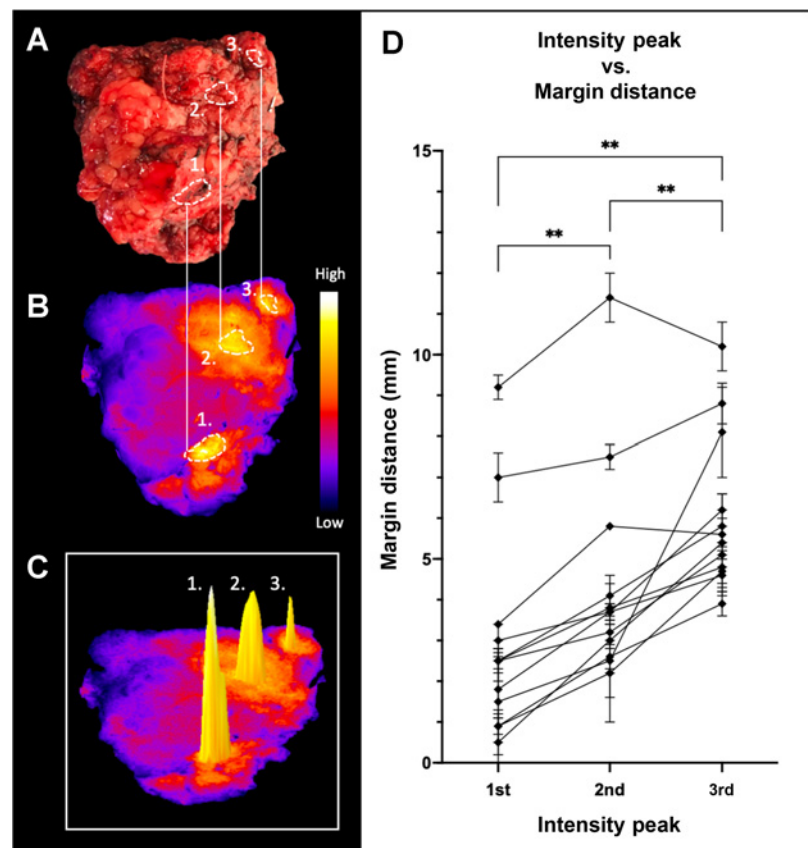 A
3.
2.
1.
B
High
3.
2.
1.
Low
C
1. 2. 3.
D
Intensity peak
vs.
Margin distance
**
**
**
15
10
5
0
Margin distance (mm)
1st 2nd 3rd
Intensity peak